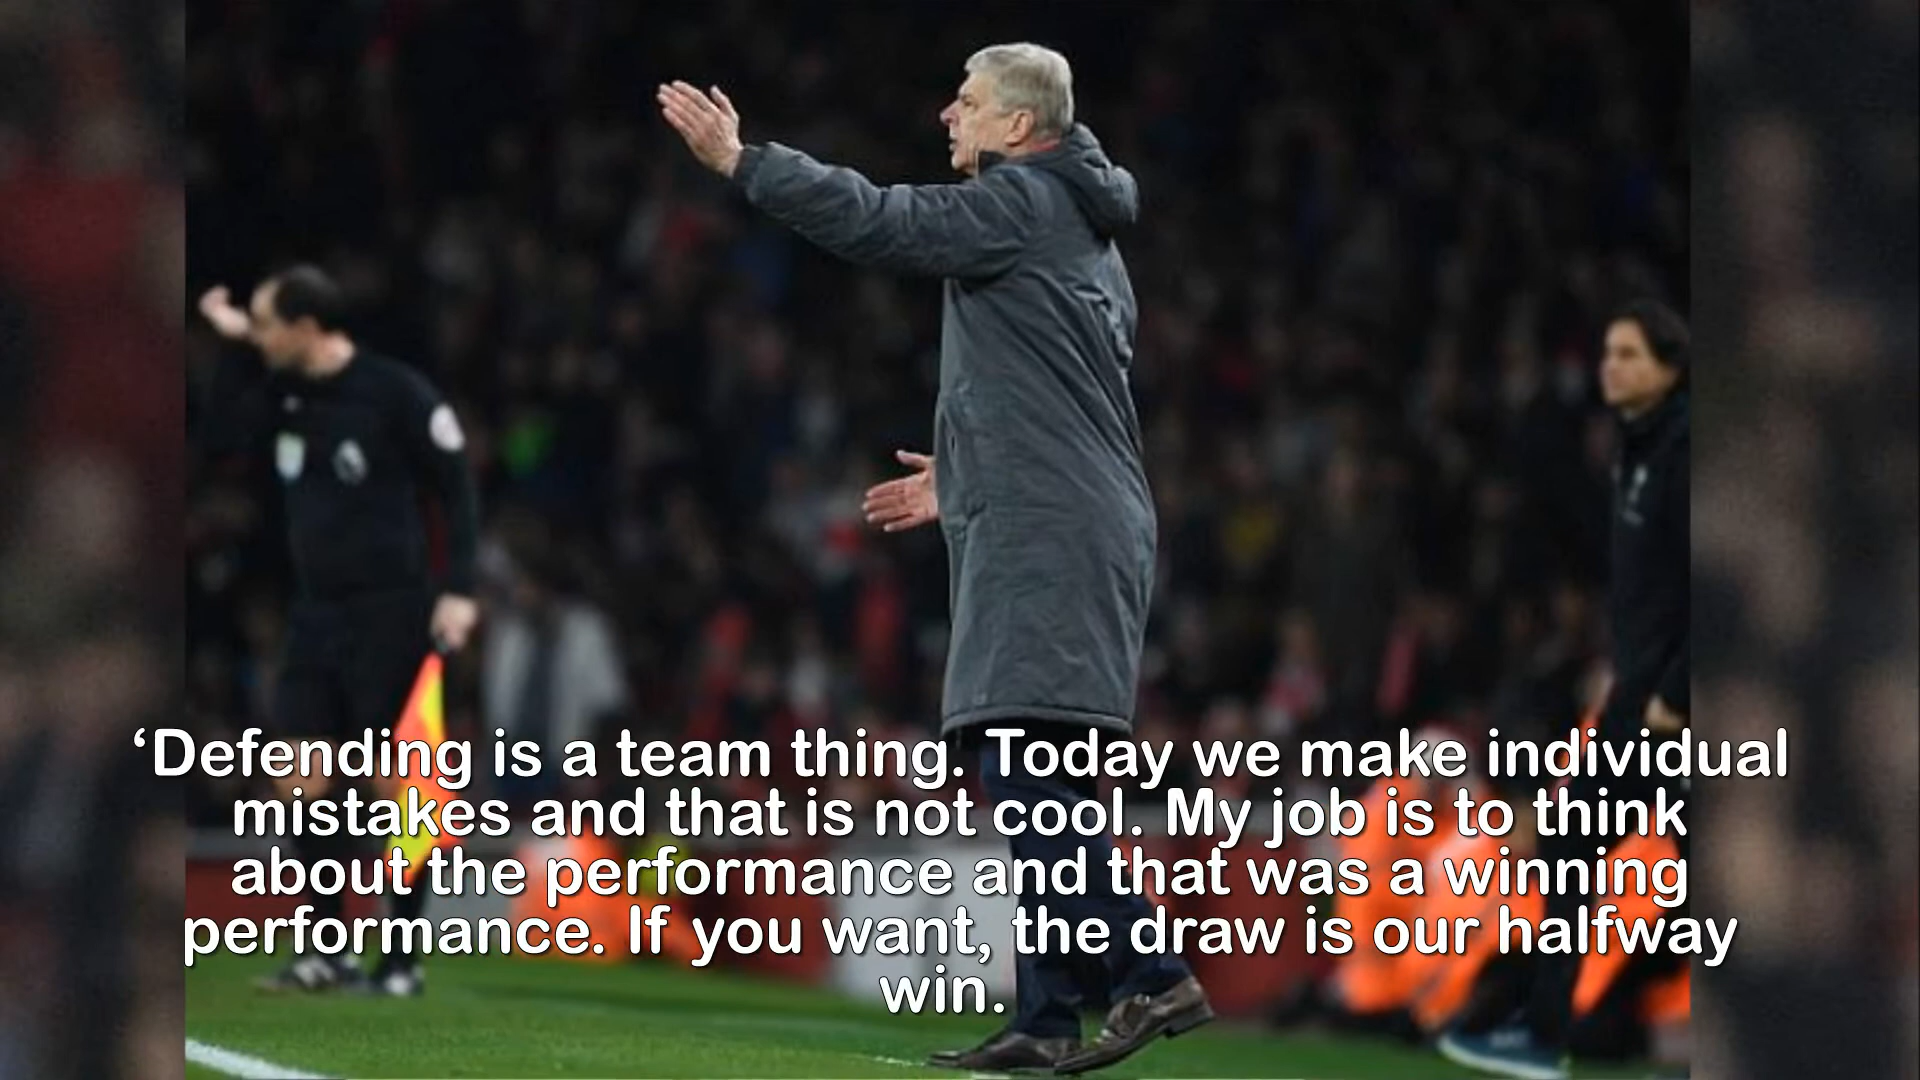 ‘Defending is a team thing. Today we make individual
mistakes and that is not cool. My job is to think
about the performance and that was a winning
performance. If you want, the draw is our halfway
win.